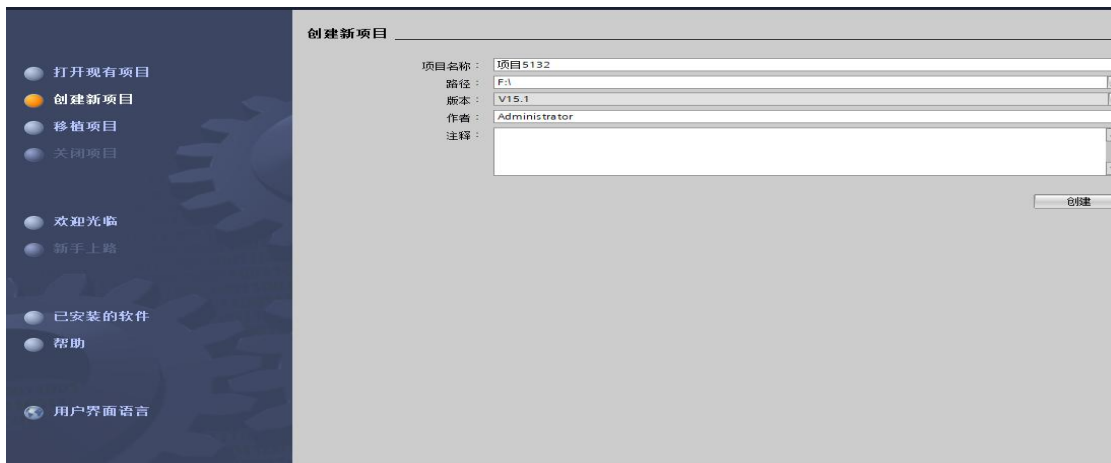 创建新项目
打开现有项目
创建新项目
移植项目
关闭项目
欢迎光临
新手上路
已安装的软件
帮助
用户界面语言
项目名称：项目5132
路径：F:\
版本：V15.1
作者：Administrator
注释：
创建